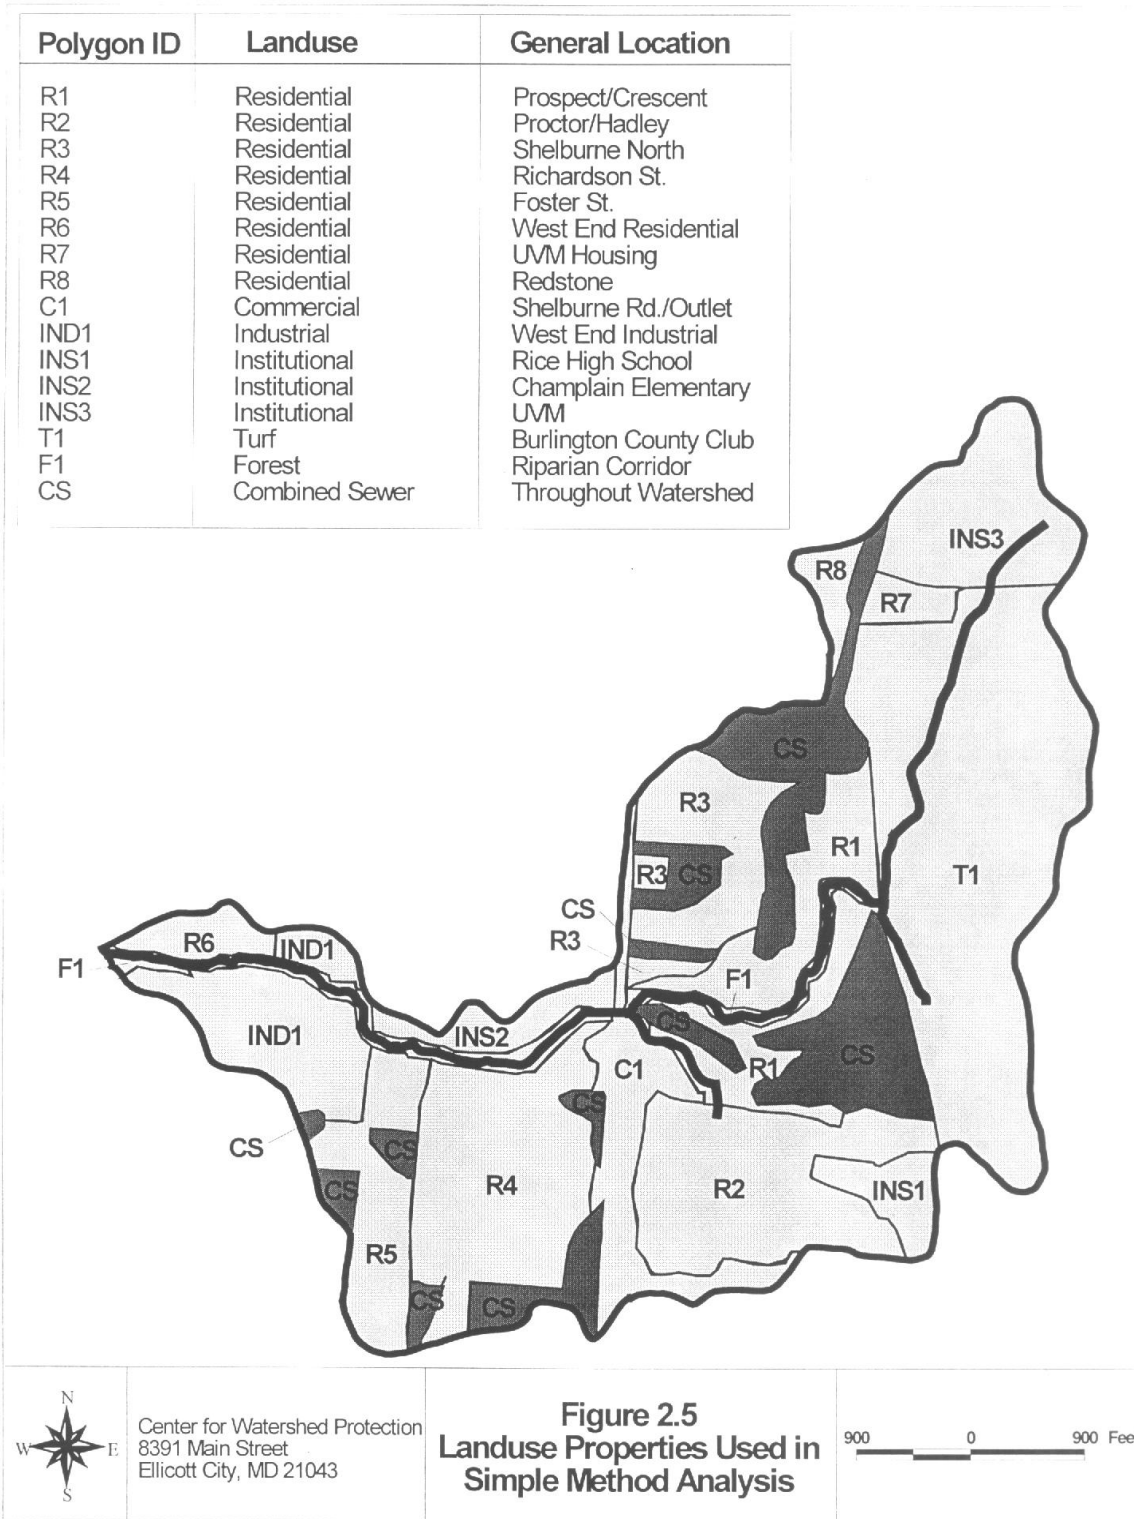 Polygon ID Landuse General Location
R1 Residential Prospect/Crescent
R2 Residential Proctor/Hadley
R3 Residential Shelburne North
R4 Residential Richardson St.
R5 Residential Foster St.
R6 Residential West End Residential
R7 Residential UVM Housing
R8 Residential Redstone
C1 Commercial Shelburne Rd./Outlet
IND1 Industrial West End Industrial
INS1 Institutional Rice High School
INS2 Institutional Champlain Elementary
INS3 Institutional UVM
T1 Turf Burlington County Club
F1 Forest Riparian Corridor
CS Combined Sewer Throughout Watershed
INS3
R8
R7
CS
R3
R1
R3 CS
T1
CS
R3
R6 IND1
F1
F1
CS
IND1
INS2
CS
R1
C1
CS
CS
CS
R4
R2
INS1
CS
R5
CS
CS
N
W E
S
Center for Watershed Protection
8391 Main Street
Ellicott City, MD 21043
Figure 2.5
Landuse Properties Used in
Simple Method Analysis
900 0 900 Fee